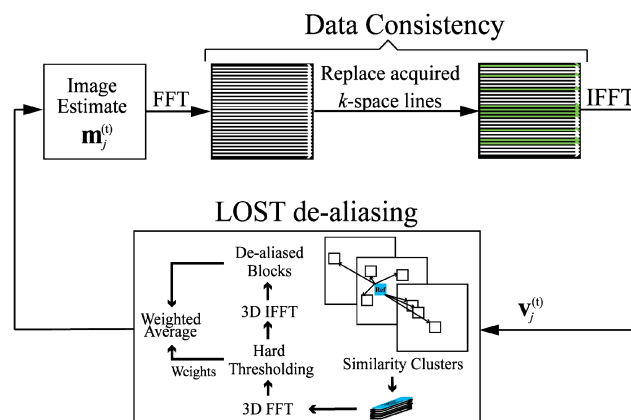 Data Consistency
Image
Estimate
m_j^(t)
FFT
Replace acquired
k-space lines
IFFT
LOST de-aliasing
De-aliased
Blocks
3D IFFT
Weighted
Average
Hard
Thresholding
Weights
3D FFT
Ref
Similarity Clusters
v_j^(t)